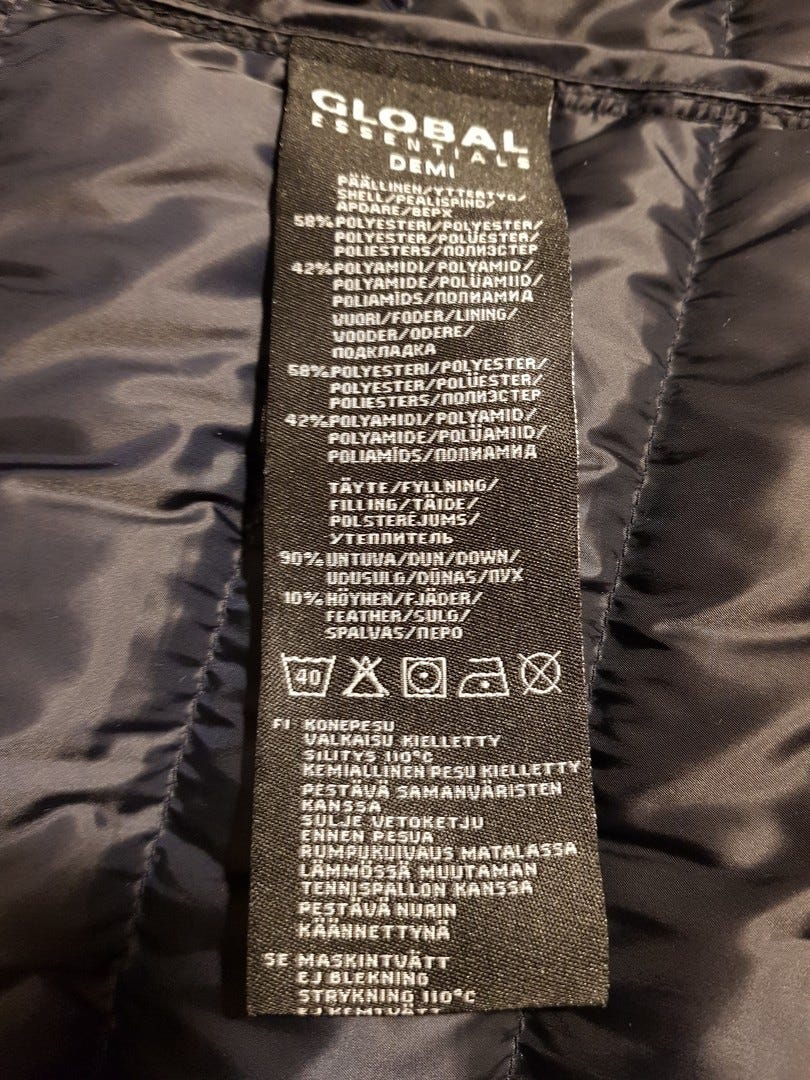 GLOBAL
ESSENTIALS
DEMI
PÄÄLLINEN/YTTERTYG/
SHELL/PEALISPIND/
APDARE/ВЕРХ
58%POLYESTERI/POLYESTER/
POLYESTER/POLÜESTER/
POLIESTERS/ПОЛИЭСТЕР
42%POLYAMIDI/POLYAMID/
POLYAMIDE/POLÜAMIID/
POLIAMĪDS/ПОЛИАМИД
VUORI/FODER/LINING/
VOODER/ODERE/
ПОДКЛАДКА
58%POLYESTERI/POLYESTER/
POLYESTER/POLÜESTER/
POLIESTERS/ПОЛИЭСТЕР
42%POLYAMIDI/POLYAMID/
POLYAMIDE/POLÜAMIID/
POLIAMĪDS/ПОЛИАМИД
TÄYTE/FYLLNING/
FILLING/TÄIDE/
POLSTERĒJUMS/
УТЕПЛИТЕЛЬ
90%UNTUVA/DUN/DOWN/
UDUSULG/DŪNAS/ПУХ
10%HÖYHEN/FJÄDER/
FEATHER/SULG/
SPALVAS/ПЕРО
40
FI KONEPESU
VALKAISU KIELLETTY
SILITYS 110°C
KEMIALLINEN PESU KIELLETTY
PESTÄVÄ SAMANVÄRISTEN
KANSSA
SULJE VETOKETJU
ENNEN PESUA
RUMPUKUIVAUS MATALASSA
LÄMMÖSSÄ MUUTAMAN
TENNISPALLON KANSSA
PESTÄVÄ NURIN
KÄÄNNETTYNÄ
SE MASKINTVÄTT
EJ BLEKNING
STRYKNING 110°C
EJ KEMTVÄTT